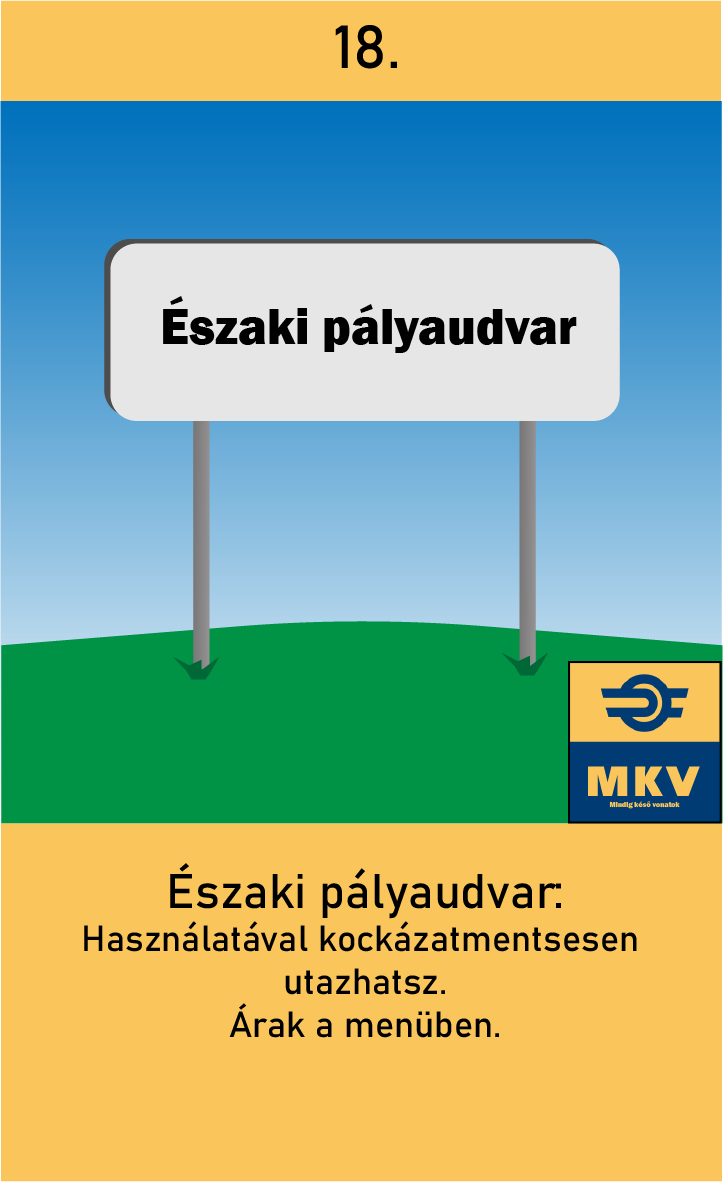 18.
Északi pályaudvar
MKV
Mindig késő vonatok
Északi pályaudvar:
Használatával kockázatmentsesen
utazhatsz.
Árak a menüben.